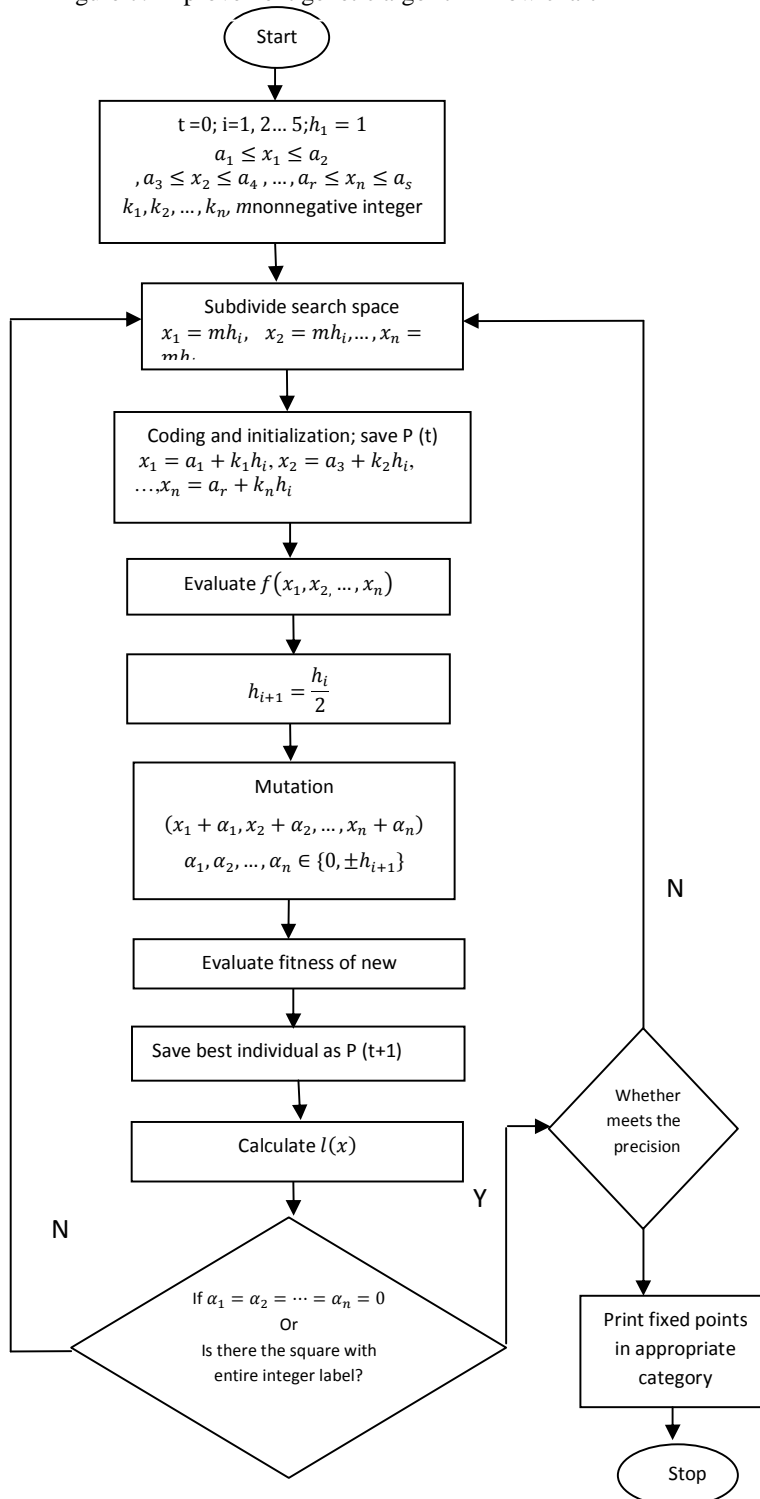 Start
t =0; i=1, 2... 5;h₁ = 1
a₁ ≤ x₁ ≤ a₂
, a₃ ≤ x₂ ≤ a₄ , ..., aᵣ ≤ xₙ ≤ aₛ
k₁, k₂, ..., kₙ, mnonnegative integer
Subdivide search space
x₁ = mhᵢ, x₂ = mhᵢ,..., xₙ =
Coding and initialization; save P (t)
x₁ = a₁ + k₁hᵢ, x₂ = a₃ + k₂hᵢ,
...,xₙ = aᵣ + kₙhᵢ
Evaluate f(x₁, x₂, ..., xₙ)
hᵢ₊₁ = hᵢ/2
Mutation
(x₁ + α₁, x₂ + α₂, ..., xₙ + αₙ)
α₁, α₂, ..., αₙ ∈ {0, ±hᵢ₊₁}
N
Evaluate fitness of new
Save best individual as P (t+1)
Whether
meets the
precision
Calculate l(x)
Y
N
If α₁ = α₂ = ⋯ = αₙ = 0
Or
Is there the square with
entire integer label?
Print fixed points
in appropriate
category
Stop